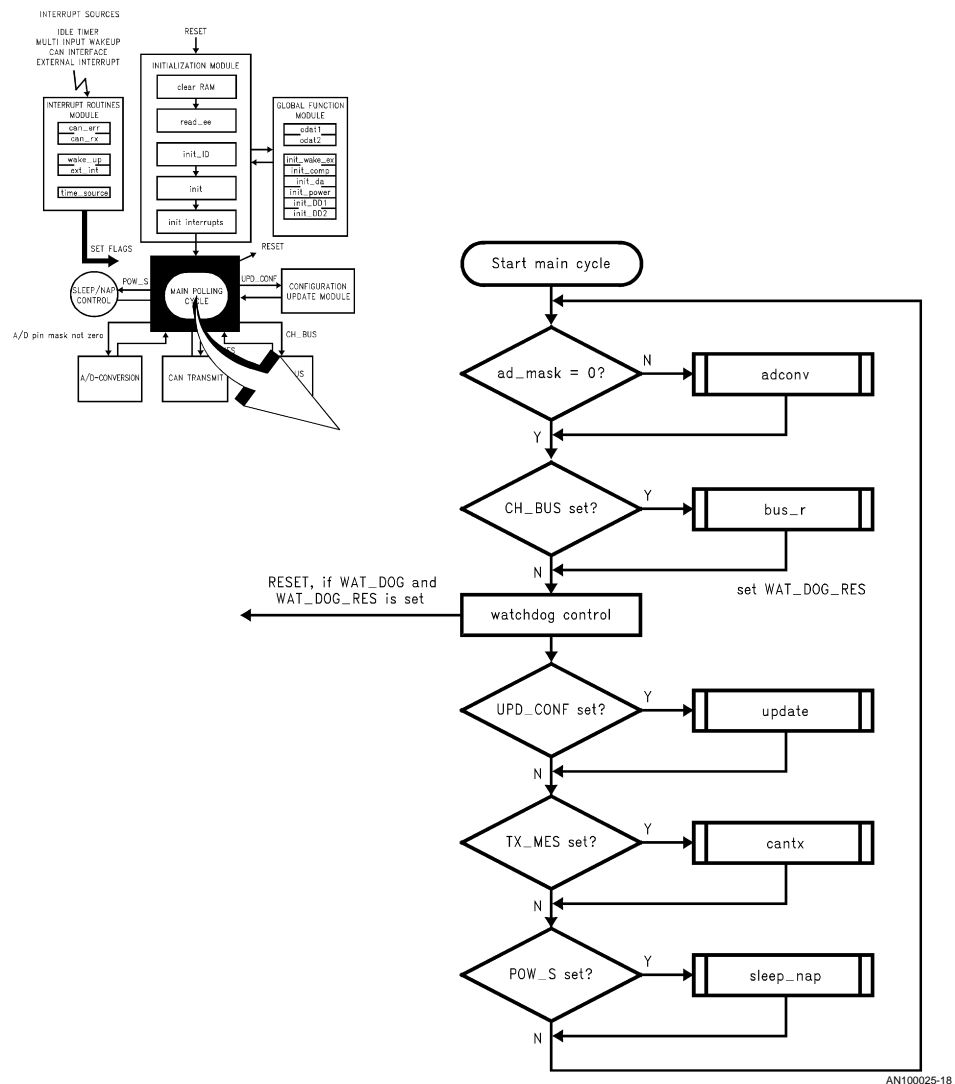 INTERRUPT SOURCES
IDLE TIMER
MULTI INPUT WAKEUP
CAN INTERFACE
EXTERNAL INTERRUPT
RESET
INITIALIZATION MODULE
clear RAM
read_ee
init_ID
init
init interrupts
INTERRUPT ROUTINES
MODULE
can_err
can_rx
wake_up
ext_int
time_source
GLOBAL FUNCTION
MODULE
odat1
odat2
init_wake_ex
init_comp
init_da
init_power
init_DD1
init_DD2
SET FLAGS
RESET
SLEEP/NAP
CONTROL
POW_S
MAIN POLLING
CYCLE
UPD_CONF
CONFIGURATION
UPDATE MODULE
A/D pin mask not zero
CH_BUS
A/D-CONVERSION
CAN TRANSMIT
Start main cycle
ad_mask = 0?
N
adconv
Y
CH_BUS set?
Y
bus_r
N
set WAT_DOG_RES
RESET, if WAT_DOG and
WAT_DOG_RES is set
watchdog control
UPD_CONF set?
Y
update
N
TX_MES set?
Y
cantx
N
POW_S set?
Y
sleep_nap
N
AN100025-18